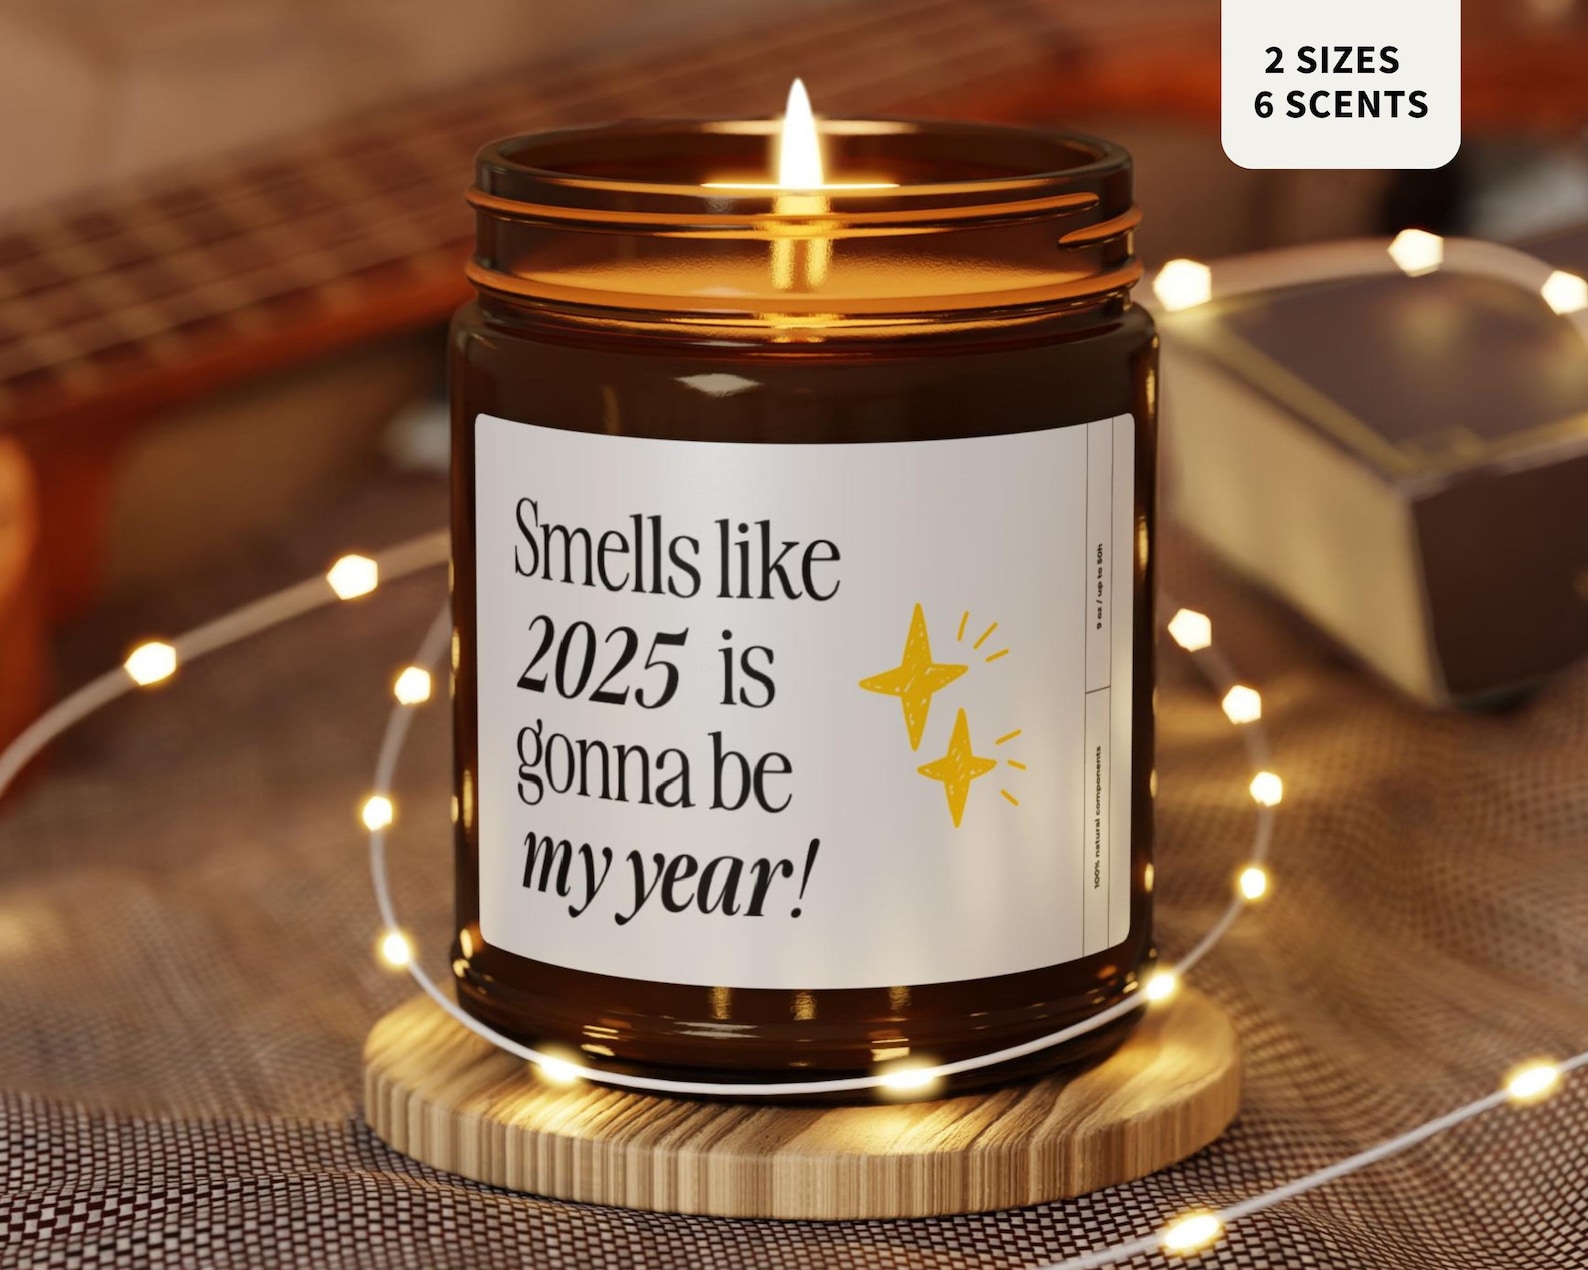 2 SIZES
6 SCENTS
Smells like
2025 is
gonna be
my year!
9 oz / up to 50h
100% natural components